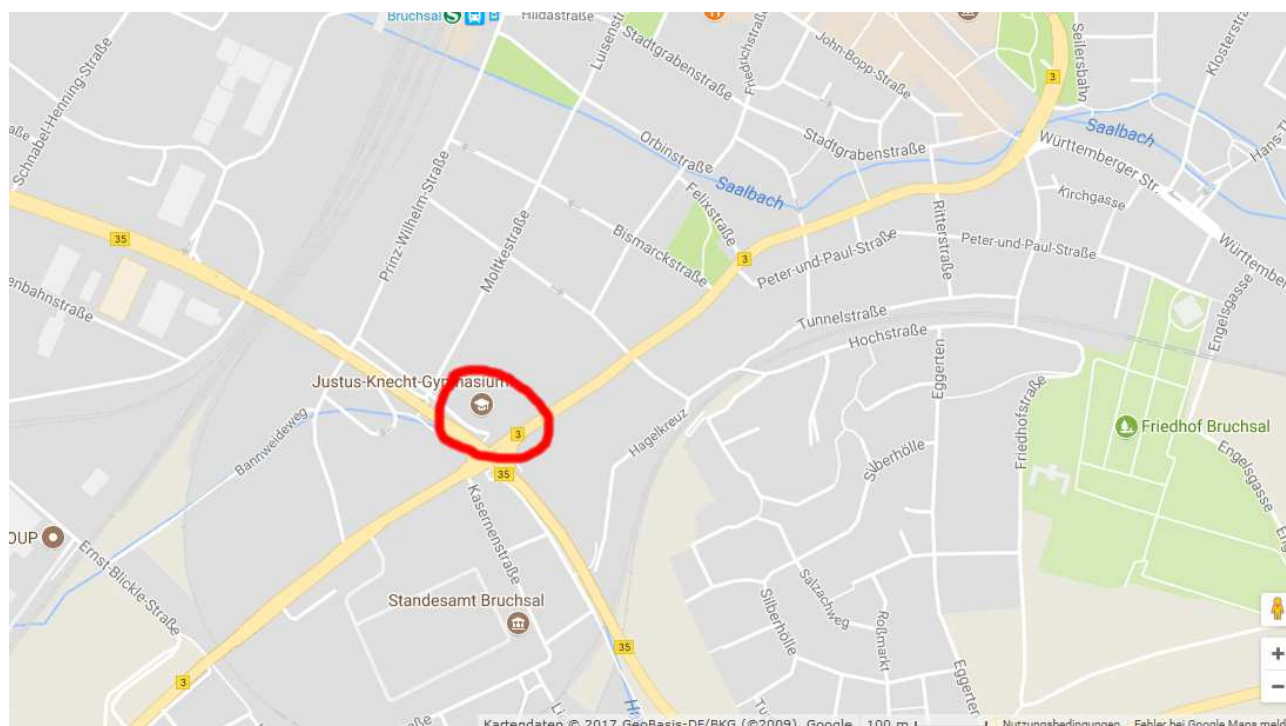 Bruchsal S
Hildastraße
Schnabel-Henning-Straße
Luisenstraße
Stadtgrabenstraße
Friedrichstraße
John-Bopp-Straße
Seilersbahn
Klosterstraße
3
Saalbach
Württemberger Str.
Orbinstraße
Stadtgrabenstraße
Saalbach
Kirchgasse
Prinz-Wilhelm-Straße
Moltkestraße
Felixstraße
Bismarckstraße
Ritterstraße
35
3
Peter-und-Paul-Straße
Peter-und-Paul-Straße
Engelsgasse
Tunnelstraße
Hochstraße
Eggerten
Justus-Knecht-Gymnasium
Bannweideweg
3
Hagelkreuz
Friedhofstraße
Friedhof Bruchsal
Silberhölle
Engelsgasse
35
Kasernenstraße
OUP
Ernst-Blickle-Straße
Standesamt Bruchsal
Salzachweg
Silberhölle
Roßmarkt
35
Eggerten
3
+
−
Kartendaten © 2017 GeoBasis-DE/BKG (©2009), Google 100 m Nutzungsbedingungen Fehler bei Google Maps meld